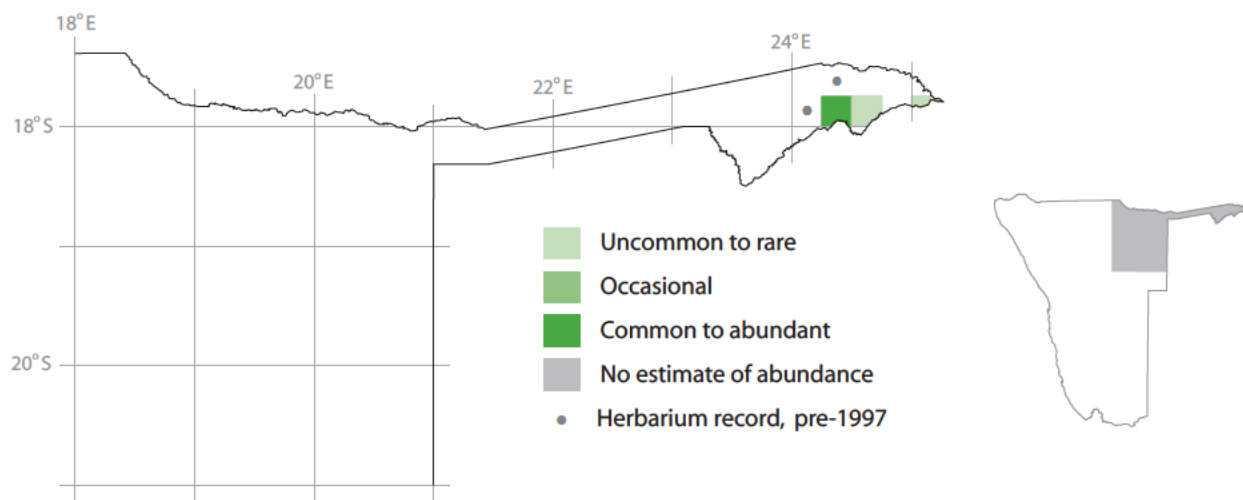 18°E
24°E
20°E
22°E
18°S
Uncommon to rare
Occasional
Common to abundant
20°S
No estimate of abundance
Herbarium record, pre-1997